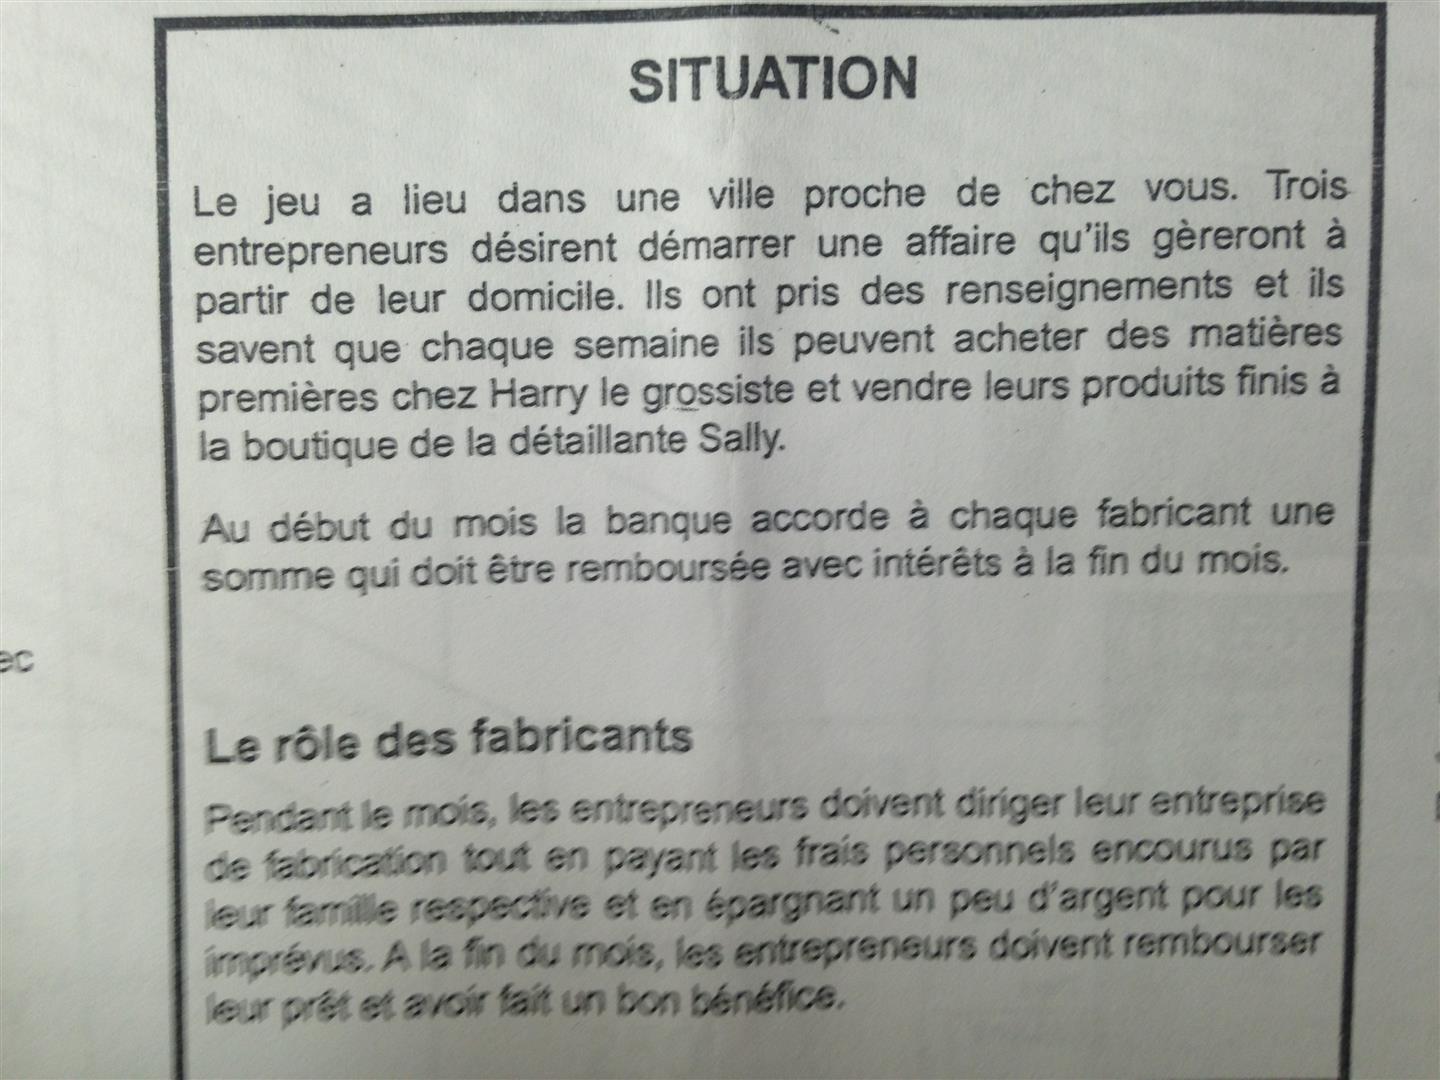 SITUATION
Le jeu a lieu dans une ville proche de chez vous. Trois
entrepreneurs désirent démarrer une affaire qu'ils gèreront à
partir de leur domicile. Ils ont pris des renseignements et ils
savent que chaque semaine ils peuvent acheter des matières
premières chez Harry le grossiste et vendre leurs produits finis à
la boutique de la détaillante Sally.
Au début du mois la banque accorde à chaque fabricant une
somme qui doit être remboursée avec intérêts à la fin du mois.
ec
Le rôle des fabricants
Pendant le mois, les entrepreneurs doivent diriger leur entreprise
de fabrication tout en payant les frais personnels encourus par
leur famille respective et en épargnant un peu d'argent pour les
imprévus. A la fin du mois, les entrepreneurs doivent rembourser
leur prêt et avoir fait un bon bénéfice.